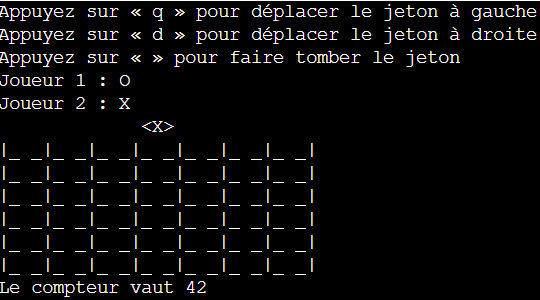 Appuyez sur « q » pour déplacer le jeton à gauche
Appuyez sur « d » pour déplacer le jeton à droite
Appuyez sur « » pour faire tomber le jeton
Joueur 1 : O
Joueur 2 : X
<X>
|_ _|_ _|_ _|_ _|_ _|_ _|_ _|
|_ _|_ _|_ _|_ _|_ _|_ _|_ _|
|_ _|_ _|_ _|_ _|_ _|_ _|_ _|
|_ _|_ _|_ _|_ _|_ _|_ _|_ _|
|_ _|_ _|_ _|_ _|_ _|_ _|_ _|
|_ _|_ _|_ _|_ _|_ _|_ _|_ _|
Le compteur vaut 42